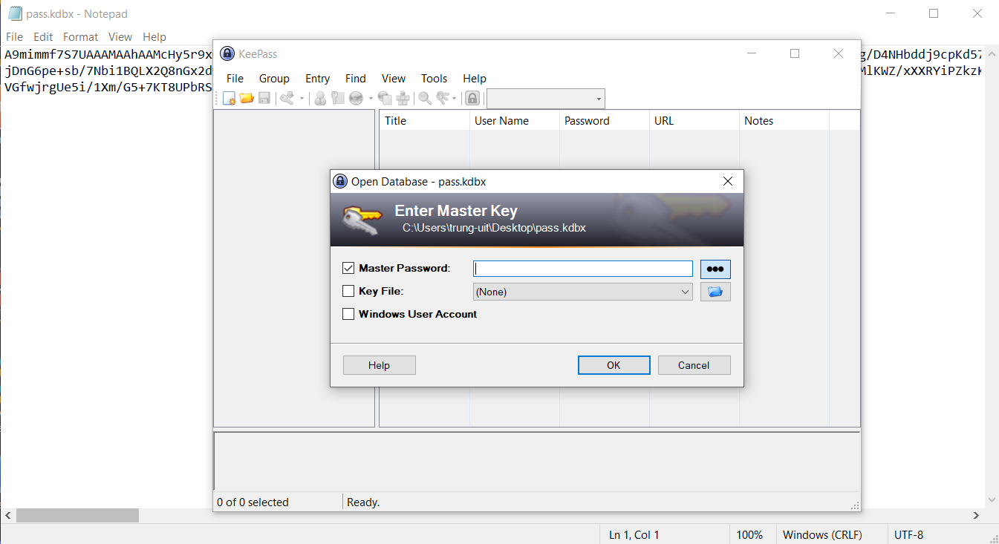 pass.kdbx - Notepad
File Edit Format View Help
A9mimmf7S7UAAAMAAhAAMcHy5r9x
g/D4NHbddj9cpKd57
jDnG6pe+sb/7Nbi1BQLX2Q8nGx2d
MlKWZ/xXXRYiPZkzk
VGfwjrgUe5i/1Xm/G5+7KT8UPbRS
KeePass
File Group Entry Find View Tools Help
Title User Name Password URL Notes
Open Database - pass.kdbx
Enter Master Key
C:\Users\trung-uit\Desktop\pass.kdbx
Master Password:
Key File: (None)
Windows User Account
Help OK Cancel
0 of 0 selected Ready.
Ln 1, Col 1 100% Windows (CRLF) UTF-8